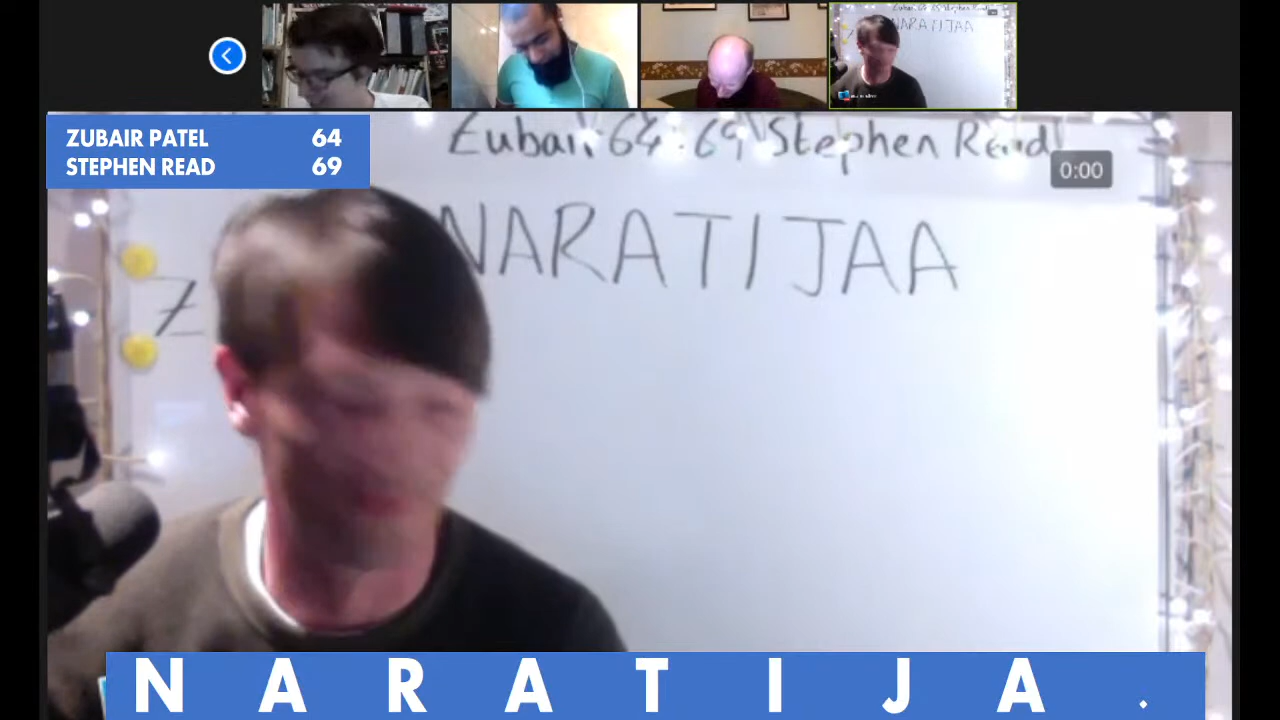 ZUBAIR PATEL 64
STEPHEN READ 69
Zubair 64:69 Stephen Read
0:00
NARATIJAA
Z
N A R A T I J A .